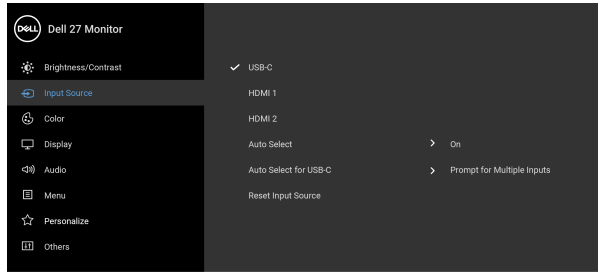 DELL Dell 27 Monitor
Brightness/Contrast
USB-C
Input Source
HDMI 1
Color
HDMI 2
Display
Auto Select
On
Audio
Auto Select for USB-C
Prompt for Multiple Inputs
Menu
Reset Input Source
Personalize
Others